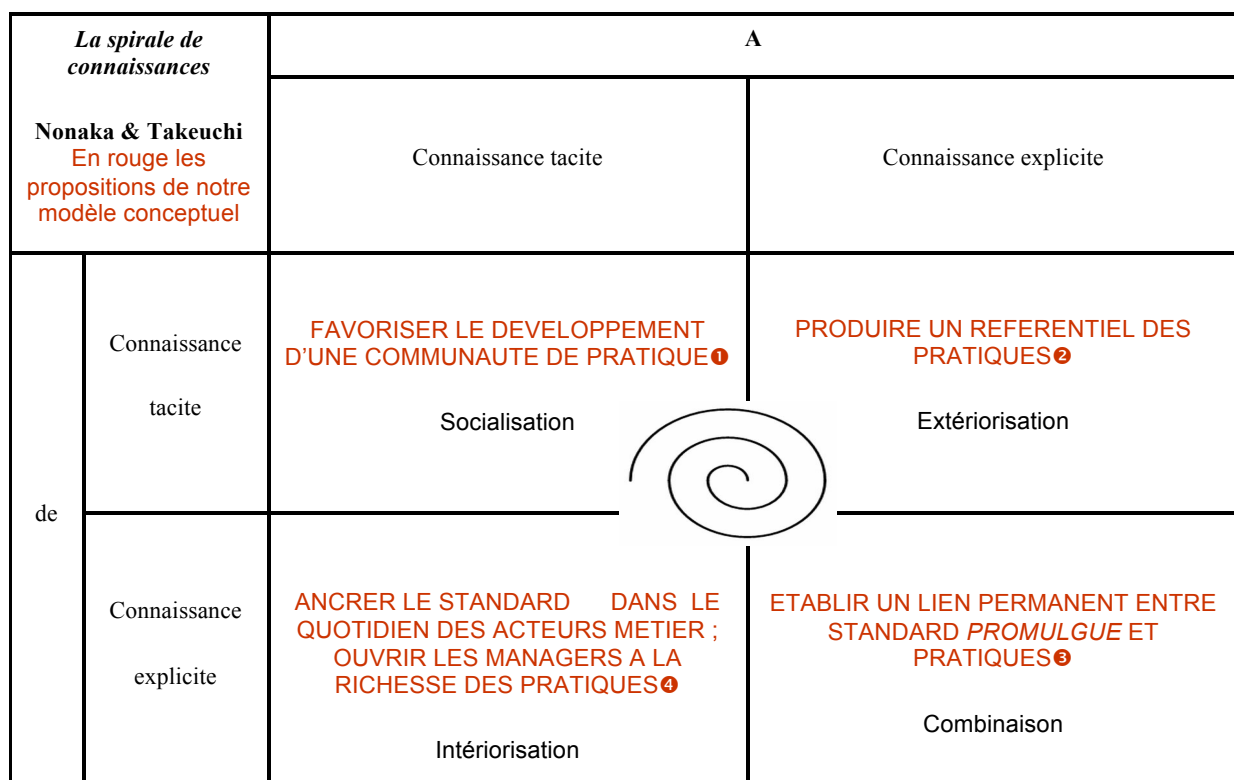 La spirale de
connaissances
Nonaka & Takeuchi
En rouge les
propositions de notre
modèle conceptuel
A
Connaissance tacite
Connaissance explicite
de
Connaissance
tacite
FAVORISER LE DEVELOPPEMENT
D’UNE COMMUNAUTE DE PRATIQUE❶
Socialisation
PRODUIRE UN REFERENTIEL DES
PRATIQUES❷
Extériorisation
Connaissance
explicite
ANCRER LE STANDARD DANS LE
QUOTIDIEN DES ACTEURS METIER ;
OUVRIR LES MANAGERS A LA
RICHESSE DES PRATIQUES❹
Intériorisation
ETABLIR UN LIEN PERMANENT ENTRE
STANDARD PROMULGUE ET
PRATIQUES❸
Combinaison